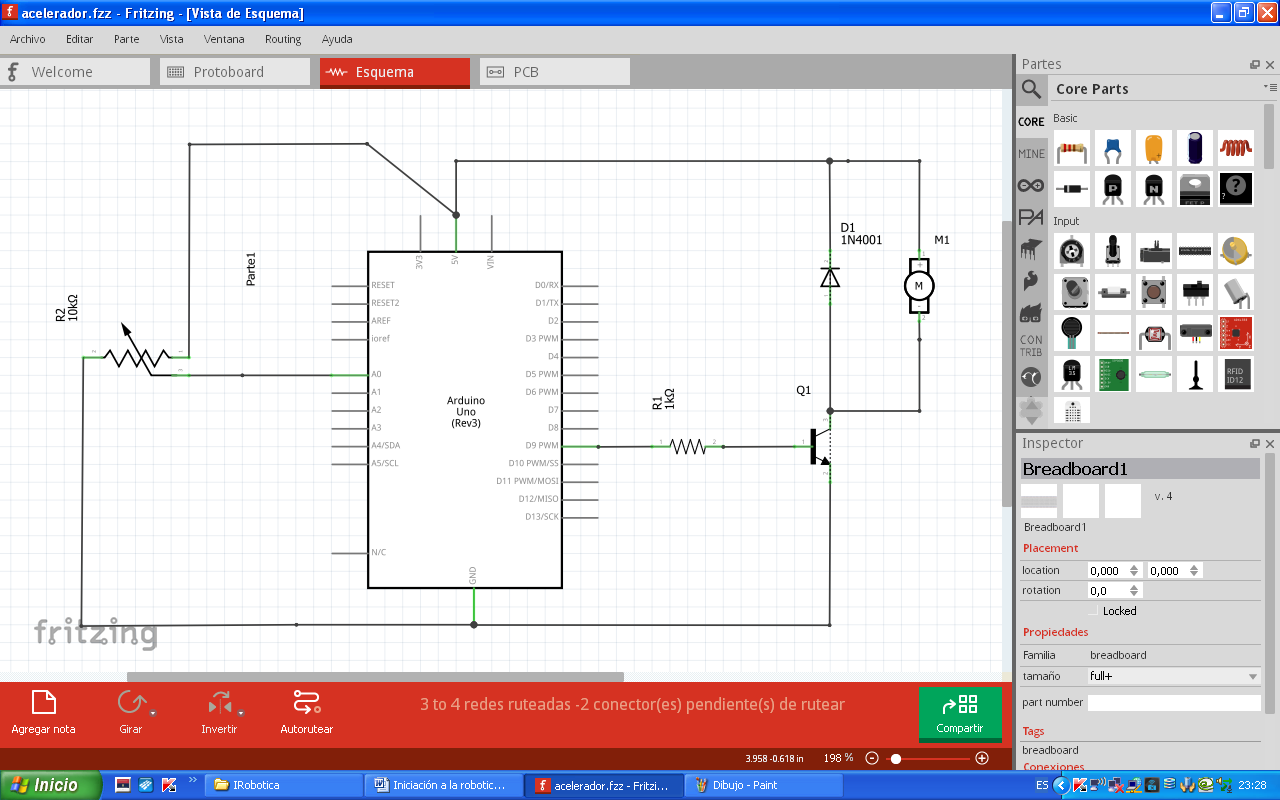 acelerador.fzz - Fritzing - [Vista de Esquema]
Archivo Editar Parte Vista Ventana Routing Ayuda
Welcome Protoboard Esquema PCB
Partes
Core Parts
CORE
MINE
CON
TRIB
Basic
P N
FET P
?
Input
LM
35
RFID
ID12
D1
1N4001
M1
M
+
-
Parte1
R2
10kΩ
3V3 5V VIN
RESET
RESET2
AREF
ioref
A0
A1
A2
A3
A4/SDA
A5/SCL
N/C
D0/RX
D1/TX
D2
D3 PWM
D4
D5 PWM
D6 PWM
D7
D8
D9 PWM
D10 PWM/SS
D11 PWM/MOSI
D12/MISO
D13/SCK
GND
Arduino
Uno
(Rev3)
R1
1kΩ
1 2
Q1
fritzing
Inspector
Breadboard1
v. 4
Breadboard1
Placement
location 0,000 0,000
rotation 0,0
Locked
Propiedades
Familia breadboard
tamaño full+
part number
Tags
breadboard
Conexiones
Agregar nota Girar Invertir Autorutear
3 to 4 redes ruteadas -2 conector(es) pendiente(s) de rutear
Compartir
3.958 -0.618 in 198 %
Inicio
IRobotica
Iniciación a la robotic...
acelerador.fzz - Fritzi...
Dibujo - Paint
ES
23:28